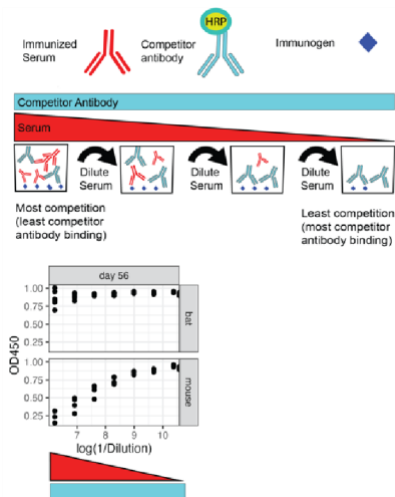 HRP
Immunized
Serum
Competitor
antibody
Immunogen
Competitor Antibody
Serum
Dilute
Serum
Dilute
Serum
Dilute
Serum
Most competition
(least competitor
antibody binding)
Least competition
(most competitor
antibody binding)
day 56
1.00
0.75
0.50
0.25
bat
OD450
1.00
0.75
0.50
0.25
mouse
7 8 9 10
log(1/Dilution)